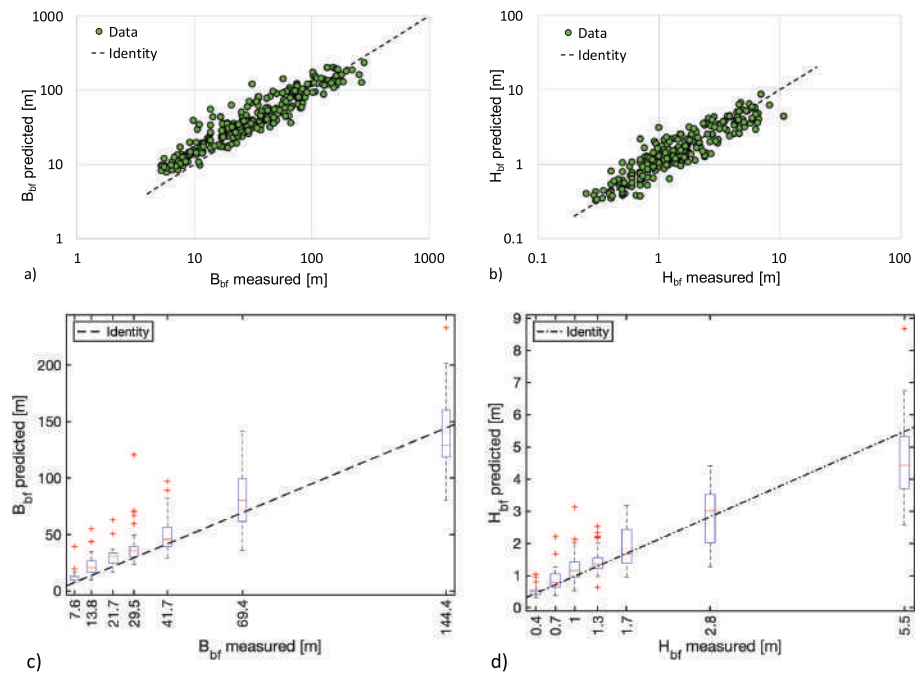 1000
100
10
1
1
10
100
1000
B_bf predicted [m]
B_bf measured [m]
Data
Identity
a)
100
10
1
0.1
0.1
1
10
100
H_bf predicted [m]
H_bf measured [m]
Data
Identity
b)
Identity
200
150
100
50
0
B_bf predicted [m]
7.6
13.8
21.7
29.5
41.7
69.4
144.4
B_bf measured [m]
c)
Identity
9
8
7
6
5
4
3
2
1
0
H_bf predicted [m]
0.4
0.7
1
1.3
1.7
2.8
5.5
H_bf measured [m]
d)